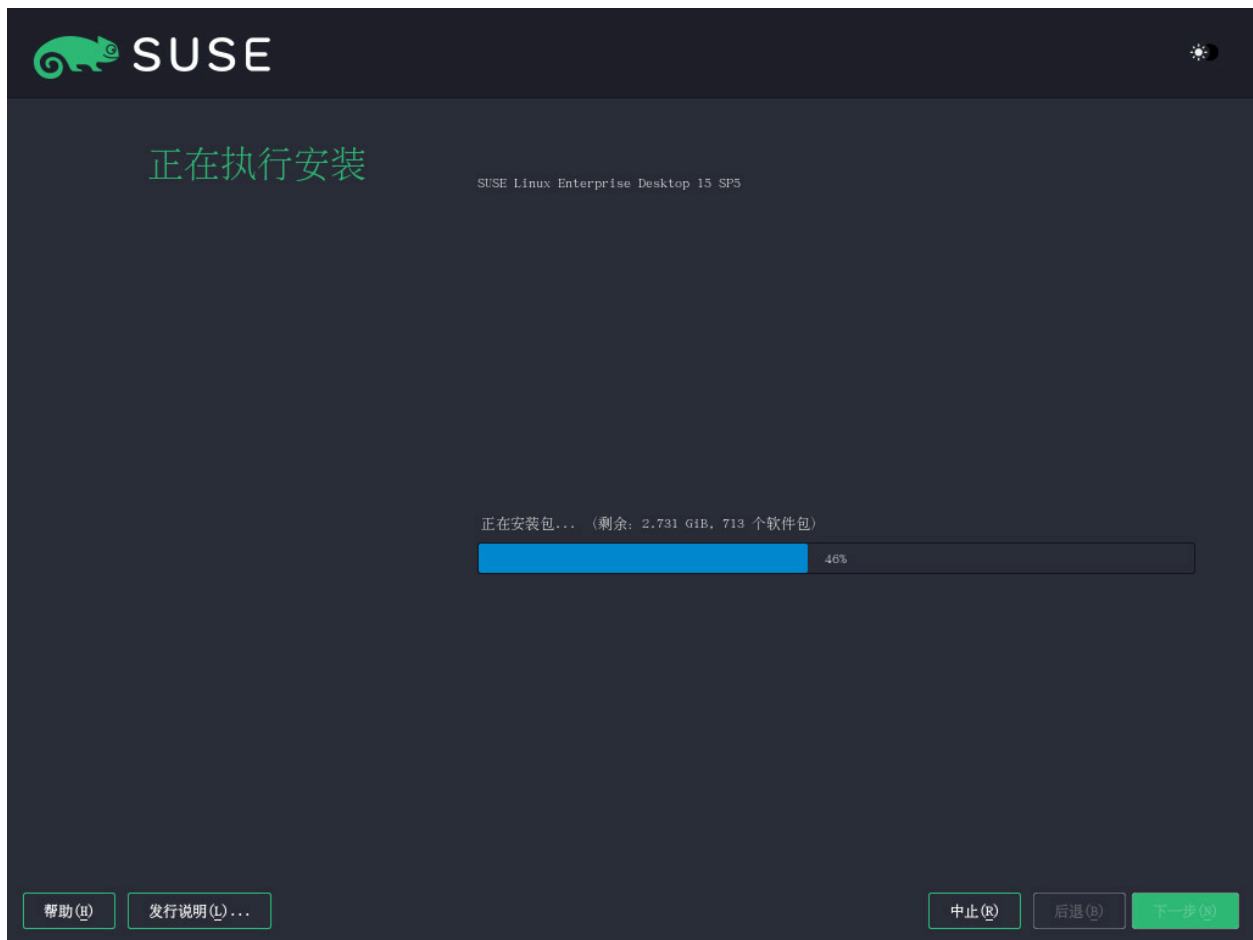 SUSE
正在执行安装
SUSE Linux Enterprise Desktop 15 SP5
正在安装包... (剩余: 2.731 GiB, 713 个软件包)
46%
帮助(H)
发行说明(L)...
中止(R)
后退(B)
下一步(N)